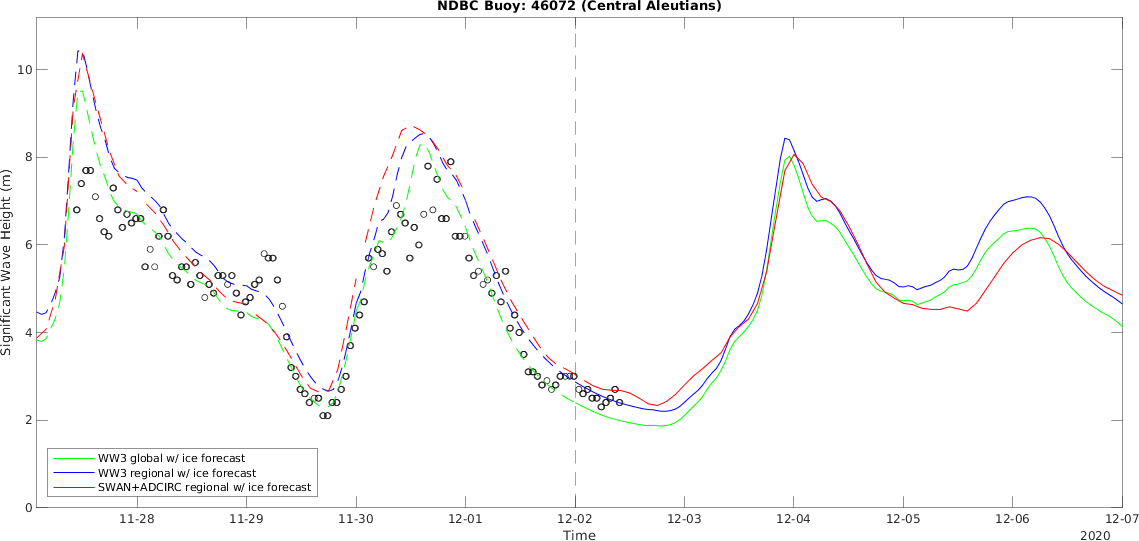 NDBC Buoy: 46072 (Central Aleutians)
Significant Wave Height (m)
10
8
6
4
2
0
WW3 global w/ ice forecast
WW3 regional w/ ice forecast
SWAN+ADCIRC regional w/ ice forecast
11-28 11-29 11-30 12-01 12-02 12-03 12-04 12-05 12-06 12-07
Time
2020